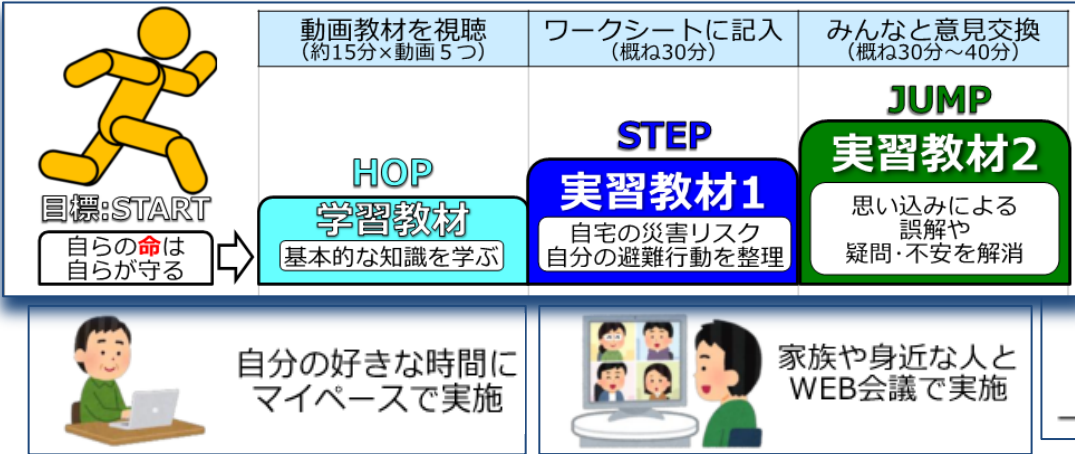 動画教材を視聴
(約15分×動画５つ)
ワークシートに記入
(概ね30分)
みんなと意見交換
(概ね30分～40分)
HOP
STEP
JUMP
目標:START
自らの命は
自らが守る
学習教材
基本的な知識を学ぶ
実習教材1
自宅の災害リスク
自分の避難行動を整理
実習教材2
思い込みによる
誤解や
疑問･不安を解消
自分の好きな時間に
マイペースで実施
家族や身近な人と
WEB会議で実施